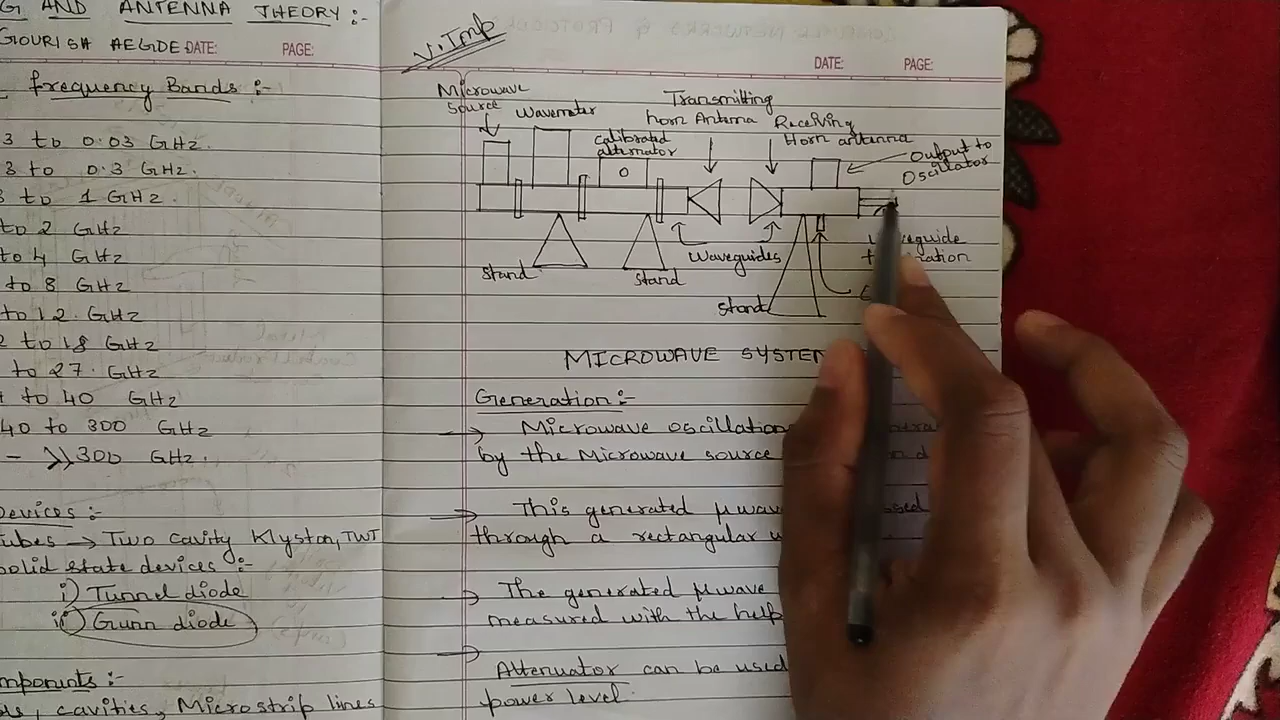 G AND ANTENNA THEORY:-
GOURISH HEGDE DATE: PAGE:
frequency Bands :-
3 to 0.03 GHz.
3 to 0.3 GHz.
to 1 GHz.
to 2 GHz
to 4 GHz
to 8 GHz
to 12. GHz
to 18 GHz
to 27. GHz
to 40 GHz
40 to 300 GHz
- >>300 GHz.
Devices :-
Tubes → Two cavity Klyston, TWT
solid state devices :-
i) Tunnel diode
ii) Gunn diode
mponents :-
cavities, Microstrip lines
V.Imp
DATE: PAGE:
Microwave
Source
Wavemeter
calibrated
Transmitting
horn Antenna
Receiving
Horn antenna
Output to
Oscillator
Waveguides
stand
stand
stand
MICROWAVE SYSTEM
Generation :-
→ Microwave oscillation
by the Microwave source
→ This generated μwave
through a rectangular
→ The generated μwave
measured with the help
→ Attenuator can be used
power level.